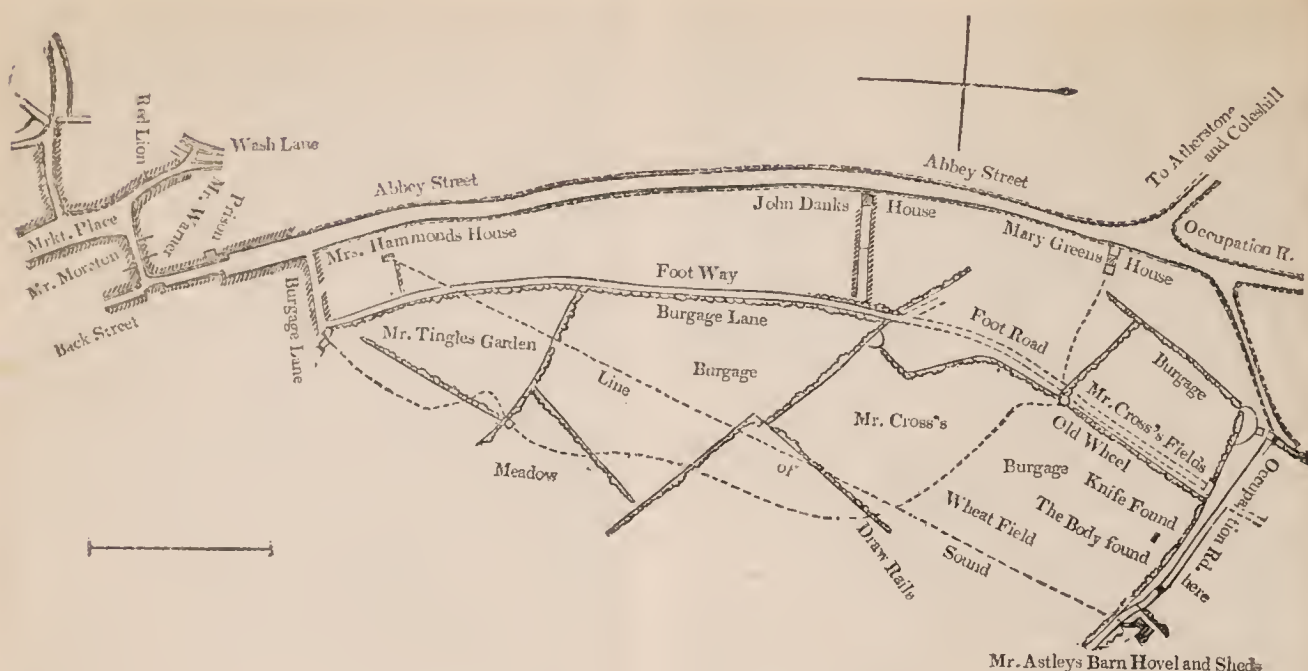 Red Lion
Wash Lane
Prison
Mr. Warner
Mrkt. Place
Mr. Morston
Back Street
Abbey Street
Abbey Street
To Atherstone
and Coleshill
Occupation R.
Mrs. Hammonds House
John Danks House
Mary Greens House
Burgage Lane
Foot Way
Burgage Lane
Foot Road
Mr. Tingles Garden
Line of Sound
Burgage
Mr. Cross's
Burgage
Mr. Cross's Fields
Old Wheel
Burgage
Knife Found
Wheat Field
The Body found
here
Occupation Rd.
Meadow
Draw Rails
Mr. Astleys Barn Hovel and Sheds